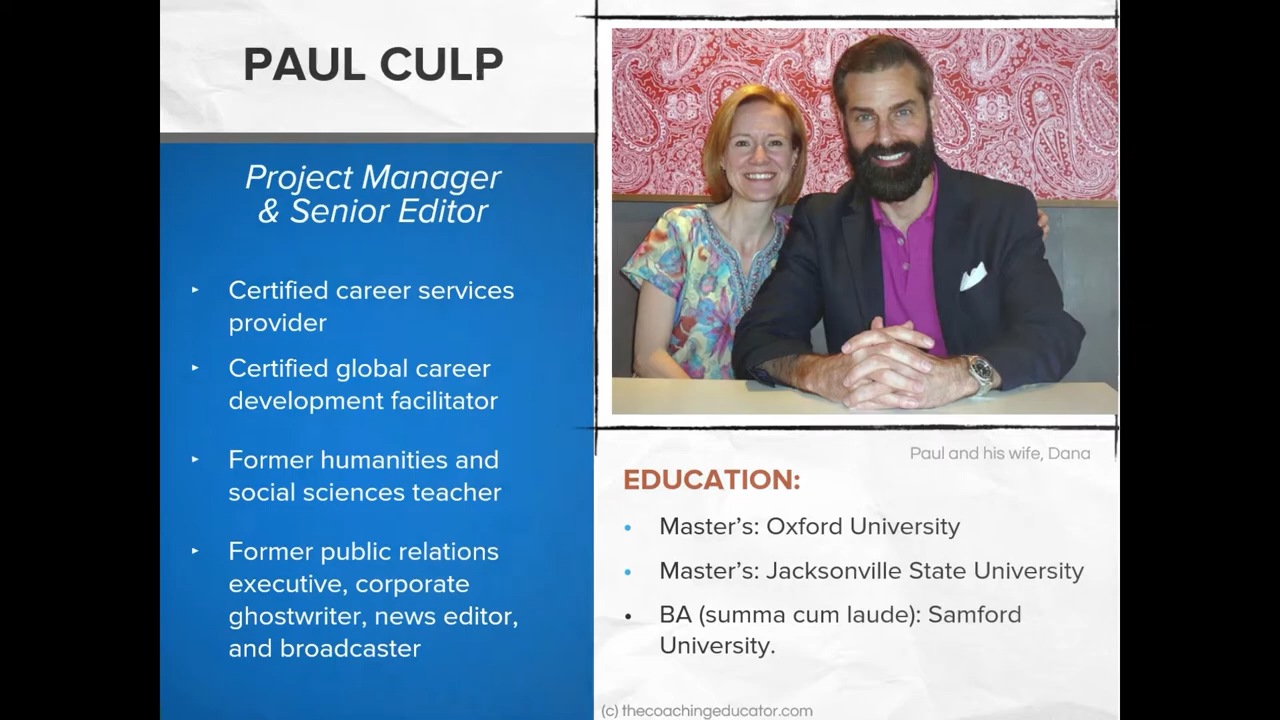 PAUL CULP
Project Manager
& Senior Editor
‣ Certified career services
provider
‣ Certified global career
development facilitator
‣ Former humanities and
social sciences teacher
‣ Former public relations
executive, corporate
ghostwriter, news editor,
and broadcaster
Paul and his wife, Dana
EDUCATION:
• Master’s: Oxford University
• Master’s: Jacksonville State University
• BA (summa cum laude): Samford
University.
(c) thecoachingeducator.com